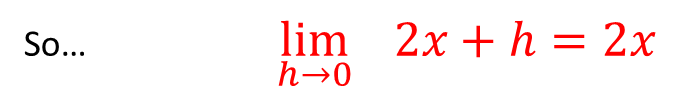 So... lim 2x + h = 2x
h→0